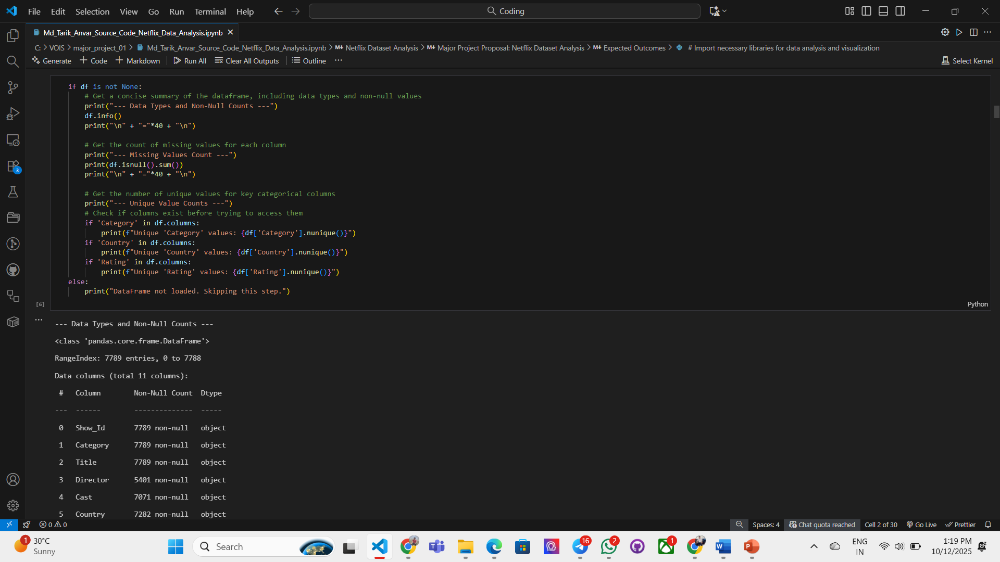 File Edit Selection View Go Run Terminal Help
Coding
Md_Tarik_Anvar_Source_Code_Netflix_Data_Analysis.ipynb
C: > VOIS > major_project_01 > Md_Tarik_Anvar_Source_Code_Netflix_Data_Analysis.ipynb > M↓ Netflix Dataset Analysis > M↓ Major Project Proposal: Netflix Dataset Analysis > M↓ Expected Outcomes > # Import necessary libraries for data analysis and visualization
Generate + Code + Markdown Run All Clear All Outputs Outline ...
Select Kernel
if df is not None:
    # Get a concise summary of the dataframe, including data types and non-null values
    print("--- Data Types and Non-Null Counts ---")
    df.info()
    print("\n" + "="*40 + "\n")
    # Get the count of missing values for each column
    print("--- Missing Values Count ---")
    print(df.isnull().sum())
    print("\n" + "="*40 + "\n")
    # Get the number of unique values for key categorical columns
    print("--- Unique Value Counts ---")
    # Check if columns exist before trying to access them
    if 'Category' in df.columns:
        print(f"Unique 'Category' values: {df['Category'].nunique()}")
    if 'Country' in df.columns:
        print(f"Unique 'Country' values: {df['Country'].nunique()}")
    if 'Rating' in df.columns:
        print(f"Unique 'Rating' values: {df['Rating'].nunique()}")
else:
    print("DataFrame not loaded. Skipping this step.")
[6]
Python
...
--- Data Types and Non-Null Counts ---
<class 'pandas.core.frame.DataFrame'>
RangeIndex: 7789 entries, 0 to 7788
Data columns (total 11 columns):
 #   Column        Non-Null Count  Dtype
---  ------        --------------  -----
 0   Show_Id       7789 non-null   object
 1   Category      7789 non-null   object
 2   Title         7789 non-null   object
 3   Director      5401 non-null   object
 4   Cast          7071 non-null   object
 5   Country       7282 non-null   object
3
0 0
Spaces: 4
Chat quota reached
Cell 2 of 30
Go Live
Prettier
1
30°C
Sunny
Search
T
16
2
1
W
P
ENG
IN
1:19 PM
10/12/2025